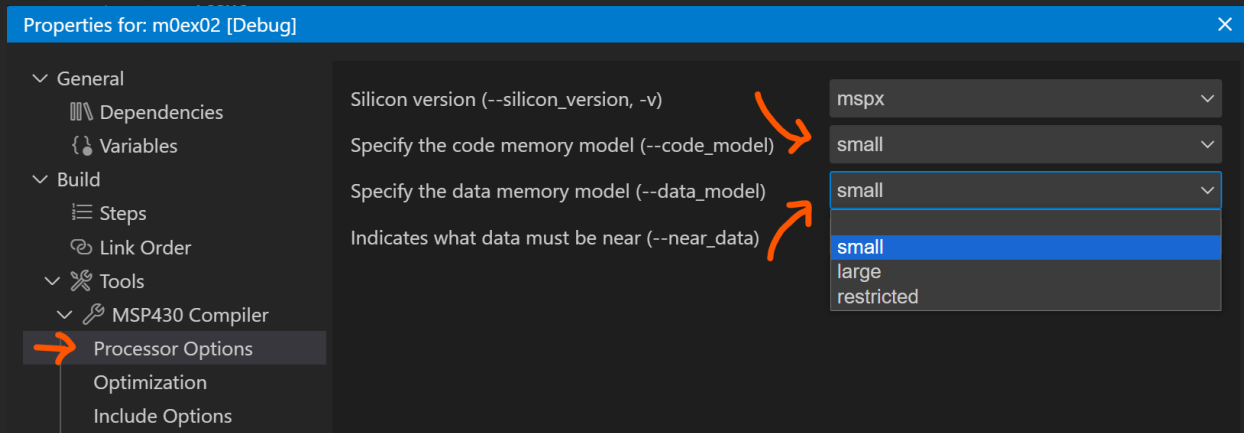 Properties for: m0ex02 [Debug]
General
Dependencies
Variables
Build
Steps
Link Order
Tools
MSP430 Compiler
Processor Options
Optimization
Include Options
Silicon version (--silicon_version, -v)
mspx
Specify the code memory model (--code_model)
small
Specify the data memory model (--data_model)
small
Indicates what data must be near (--near_data)
small
large
restricted